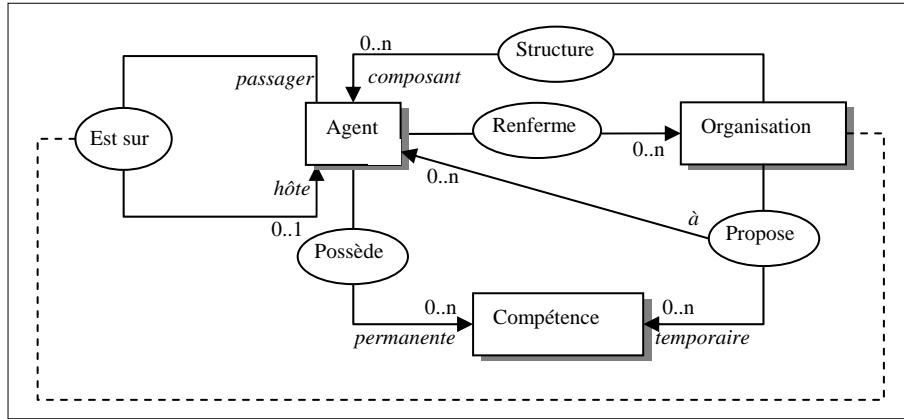 0..n
Structure
passager
composant
Est sur
Agent
Renferme
Organisation
0..n
0..n
hôte
à
0..1
Possède
Propose
0..n
Compétence
0..n
permanente
temporaire